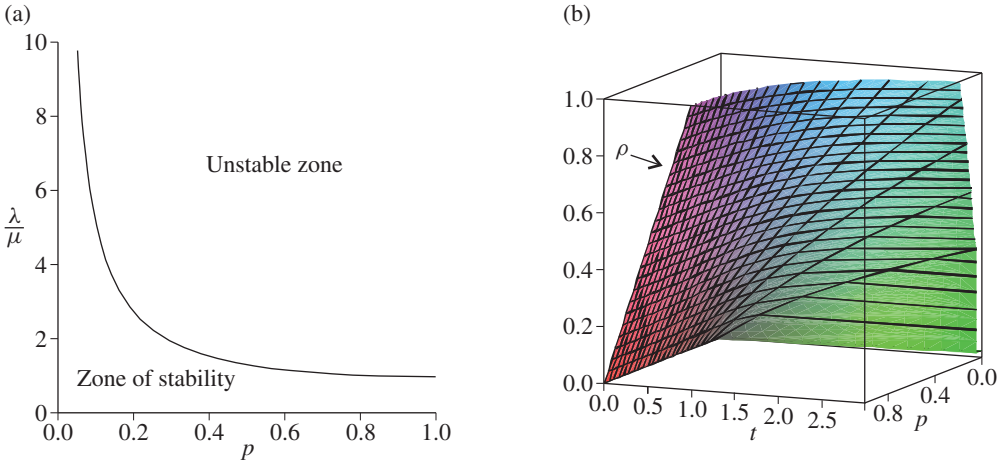 (a)
10
8
6
4
2
0
λ/μ
Unstable zone
Zone of stability
0.0 0.2 0.4 0.6 0.8 1.0
p
(b)
1.0
0.8
0.6
0.4
0.2
0.0
ρ
0.0 0.5 1.0 1.5 2.0 2.5
t
0.8 0.4 0.0
p